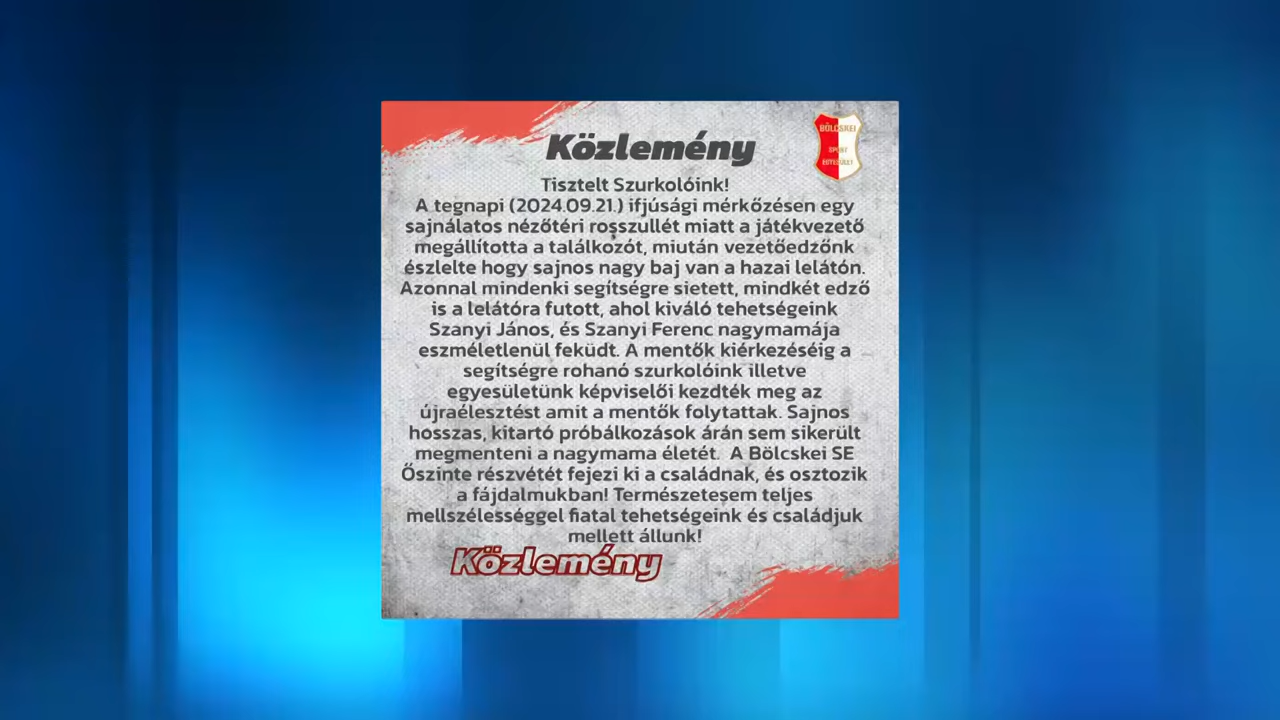 Közlemény
BÖLCSKEI
SPORT
EGYESÜLET
Tisztelt Szurkolóink!
A tegnapi (2024.09.21.) ifjúsági mérkőzésen egy
sajnálatos nézőtéri rosszullét miatt a játékvezető
megállította a találkozót, miután vezetőedzőnk
észlelte hogy sajnos nagy baj van a hazai lelátón.
Azonnal mindenki segítségre sietett, mindkét edző
is a lelátóra futott, ahol kiváló tehetségeink
Szanyi János, és Szanyi Ferenc nagymamája
eszméletlenül feküdt. A mentők kiérkezéséig a
segítségre rohanó szurkolóink illetve
egyesületünk képviselői kezdték meg az
újraélesztést amit a mentők folytattak. Sajnos
hosszas, kitartó próbálkozások árán sem sikerült
megmenteni a nagymama életét. A Bölcskei SE
Őszinte részvétét fejezi ki a családnak, és osztozik
a fájdalmukban! Természetesem teljes
mellszélességgel fiatal tehetségeink és családjuk
mellett állunk!
Közlemény